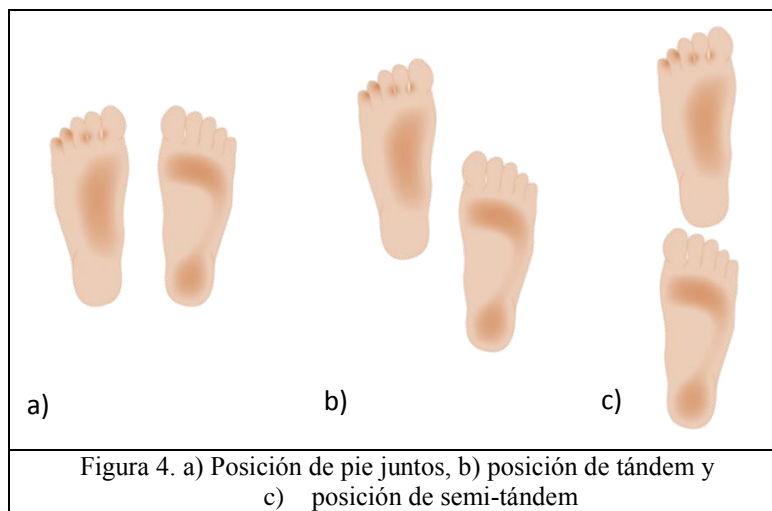 a)
b)
c)
Figura 4. a) Posición de pie juntos, b) posición de tándem y
c) posición de semi-tándem